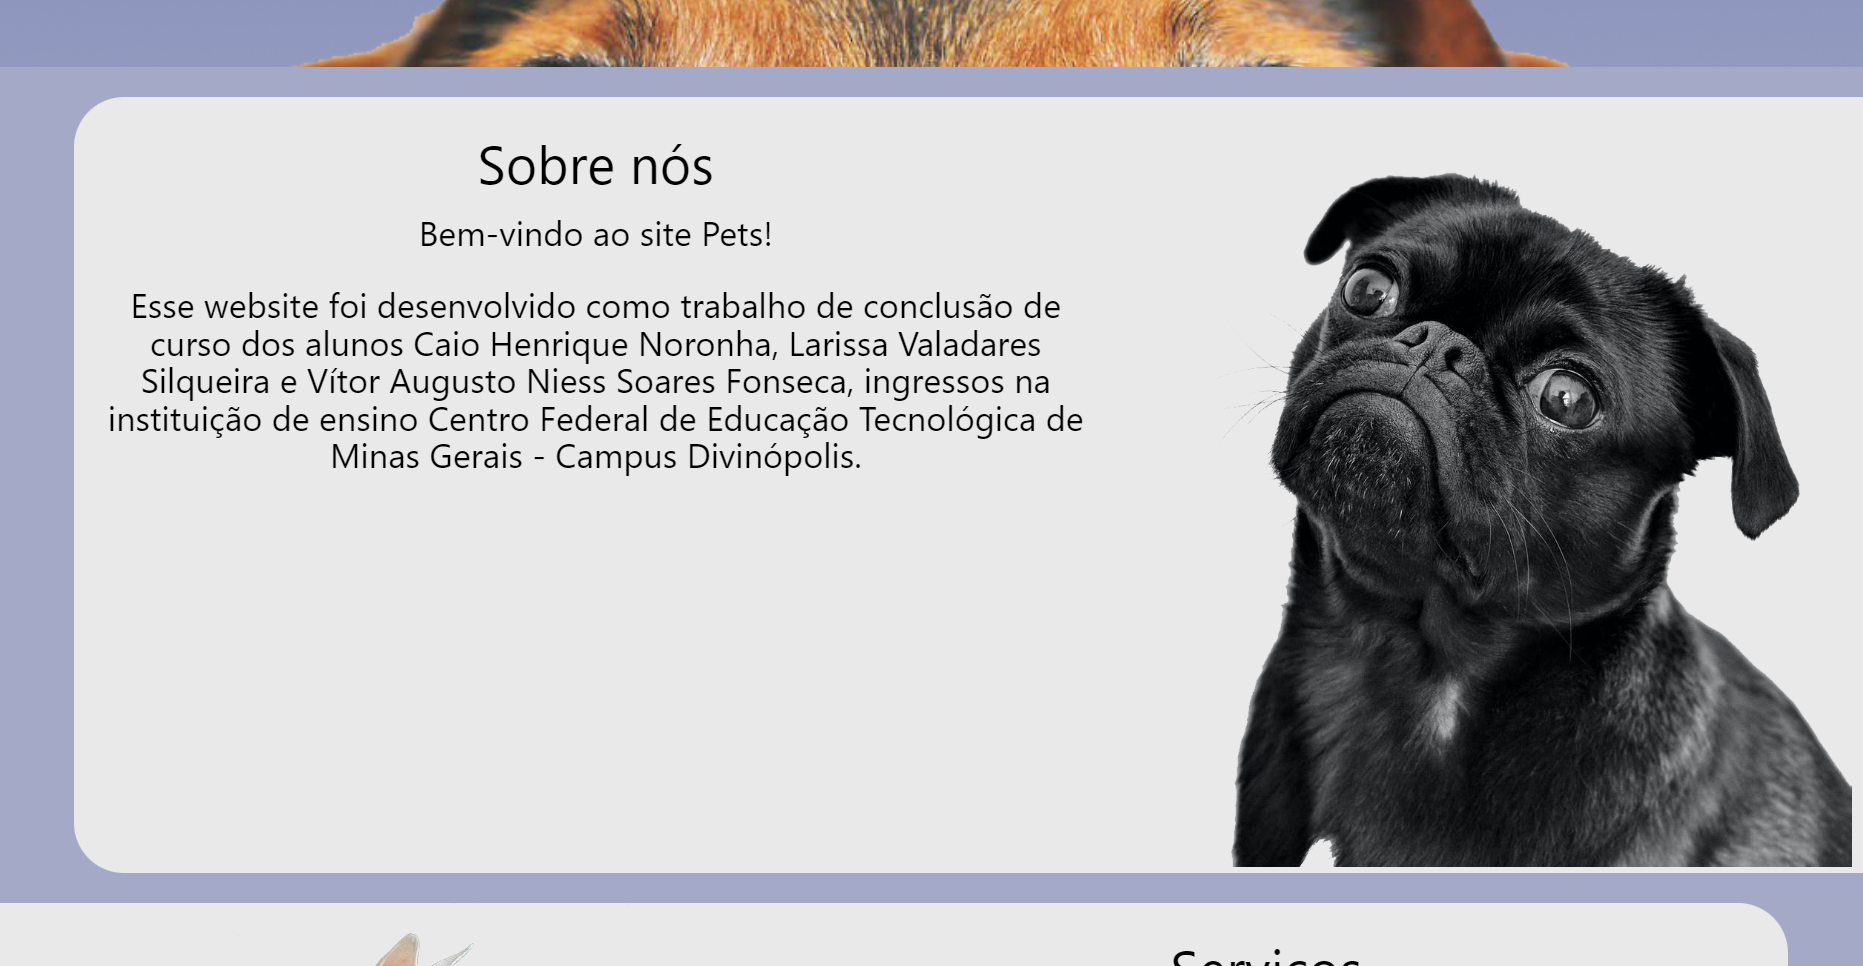 Sobre nós
Bem-vindo ao site Pets!
Esse website foi desenvolvido como trabalho de conclusão de
curso dos alunos Caio Henrique Noronha, Larissa Valadares
Silqueira e Vítor Augusto Niess Soares Fonseca, ingressos na
instituição de ensino Centro Federal de Educação Tecnológica de
Minas Gerais - Campus Divinópolis.
Serviços